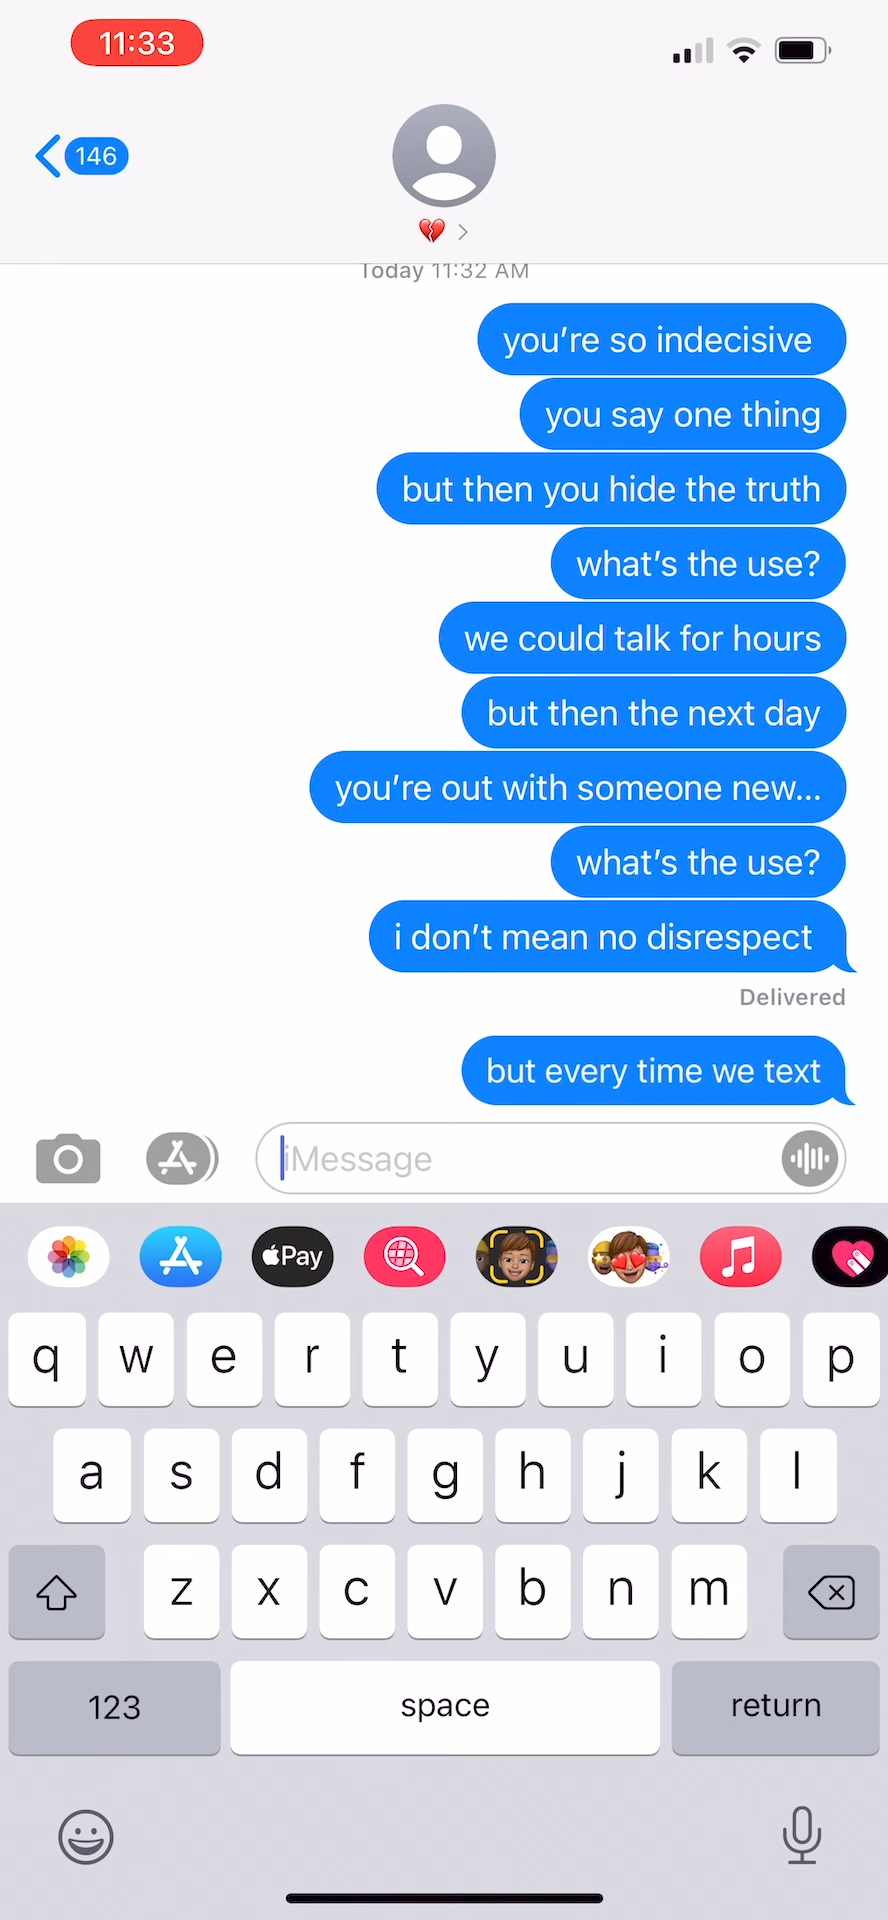 11:33
146
💔 >
Today 11:32 AM
you’re so indecisive
you say one thing
but then you hide the truth
what’s the use?
we could talk for hours
but then the next day
you’re out with someone new...
what’s the use?
i don’t mean no disrespect
Delivered
but every time we text
iMessage
Pay
q w e r t y u i o p
a s d f g h j k l
z x c v b n m
123 space return